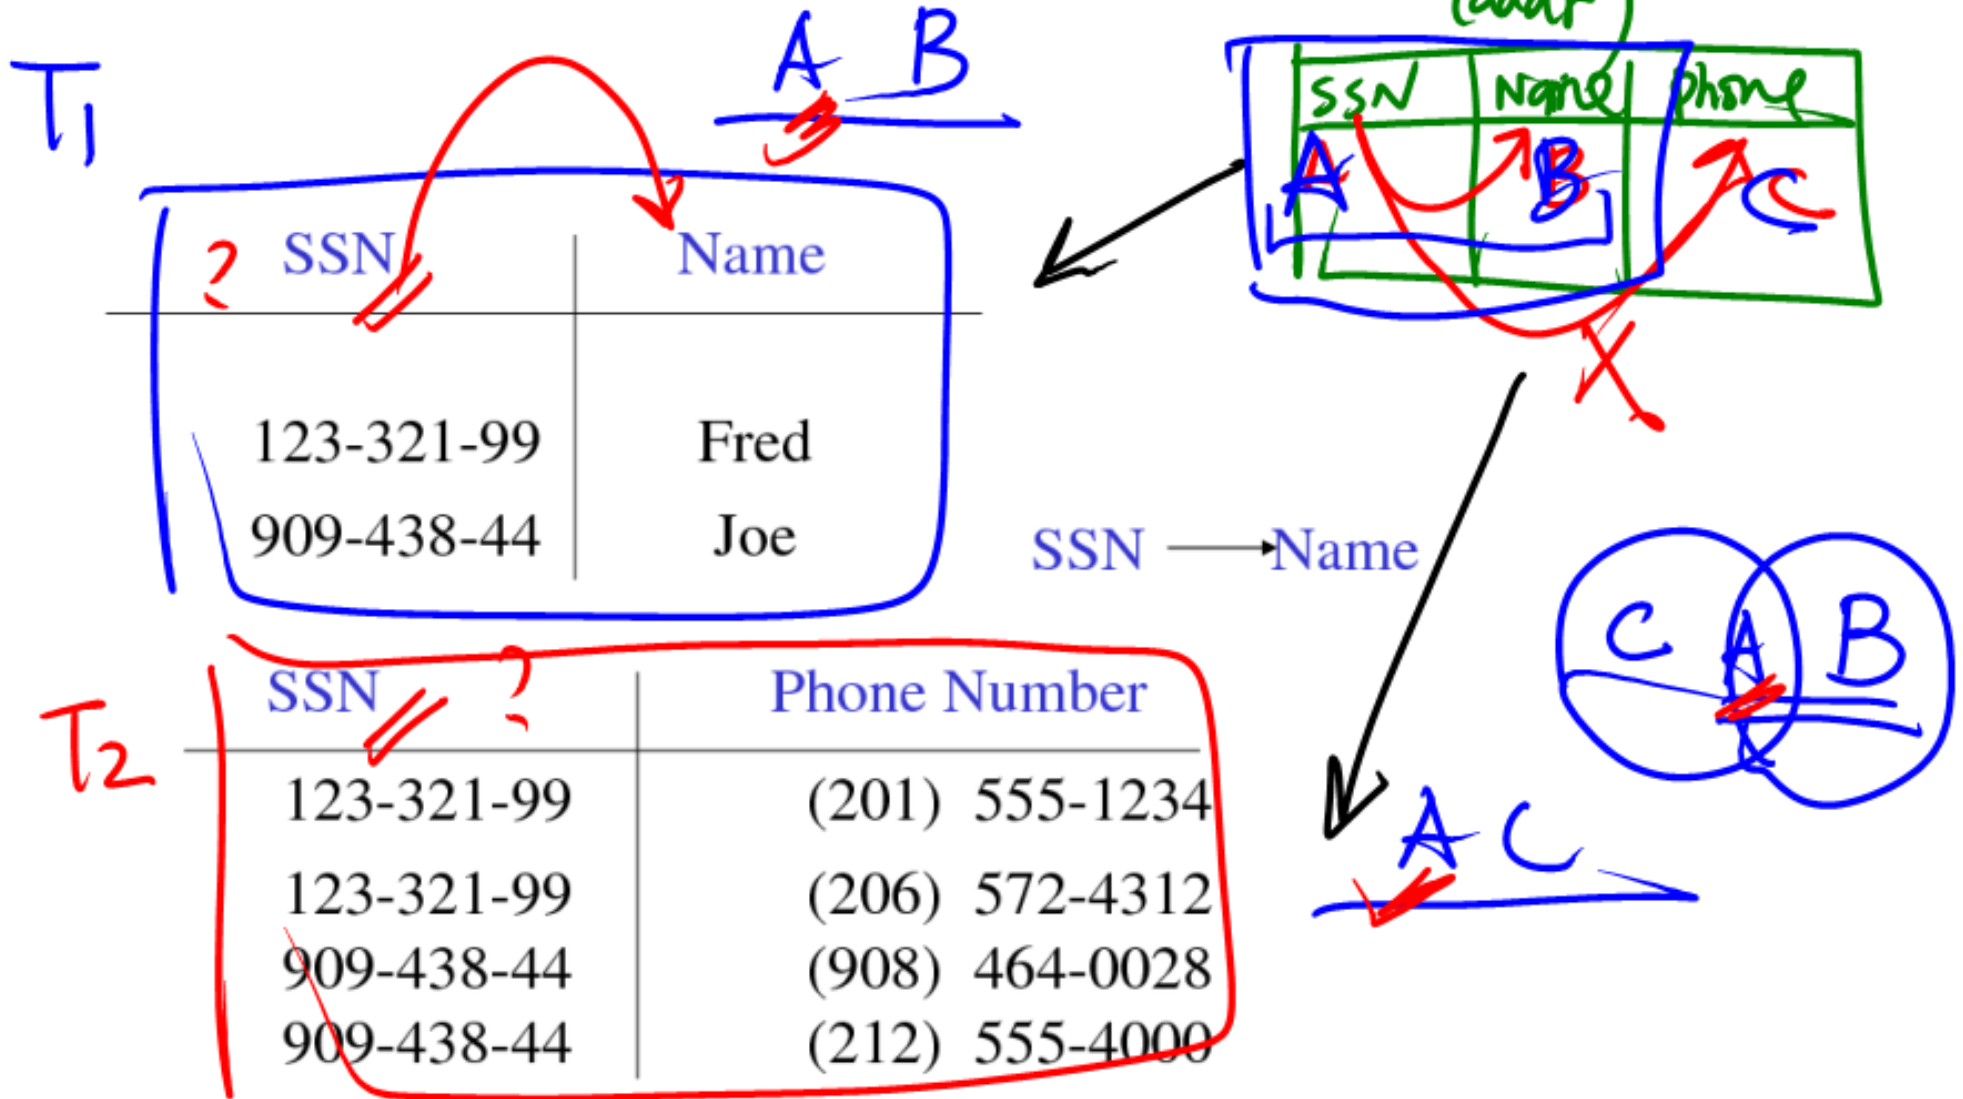 (addr)
T1
A B
SSN Name Phone
A B C
? SSN Name
123-321-99 Fred
909-438-44 Joe
SSN Name
C A B
T2
SSN ? Phone Number
123-321-99 (201) 555-1234
123-321-99 (206) 572-4312
909-438-44 (908) 464-0028
909-438-44 (212) 555-4000
A C